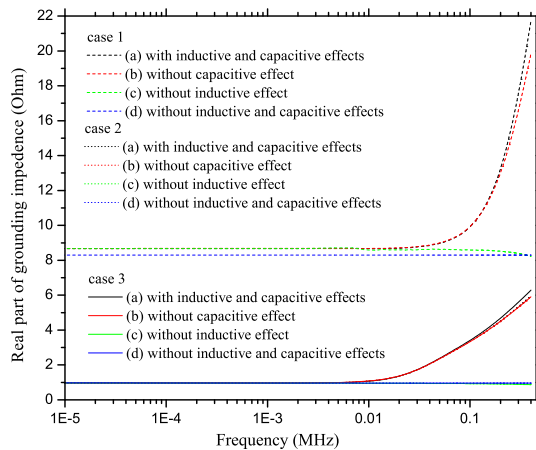 22
20
18
16
14
12
10
8
6
4
2
0
Real part of grounding impedence (Ohm)
case 1
(a) with inductive and capacitive effects
(b) without capacitive effect
(c) without inductive effect
(d) without inductive and capacitive effects
case 2
(a) with inductive and capacitive effects
(b) without capacitive effect
(c) without inductive effect
(d) without inductive and capacitive effects
case 3
(a) with inductive and capacitive effects
(b) without capacitive effect
(c) without inductive effect
(d) without inductive and capacitive effects
1E-5 1E-4 1E-3 0.01 0.1
Frequency (MHz)